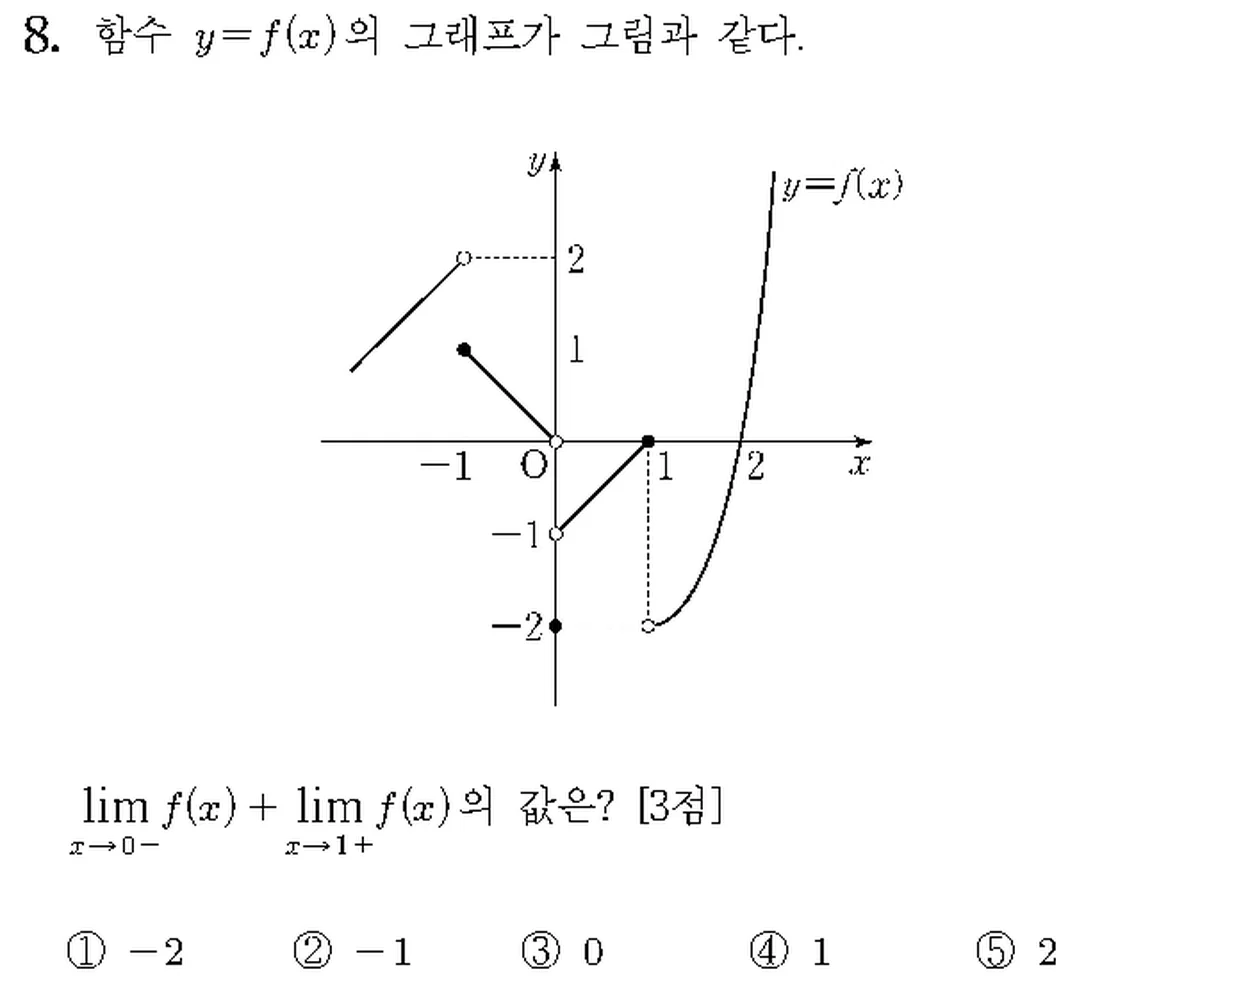 8. 함수 y=f(x)의 그래프가 그림과 같다.
y
y=f(x)
2
1
-1 O 1 2 x
-1
-2
lim f(x) + lim f(x)의 값은? [3점]
x→0- x→1+
① -2 ② -1 ③ 0 ④ 1 ⑤ 2